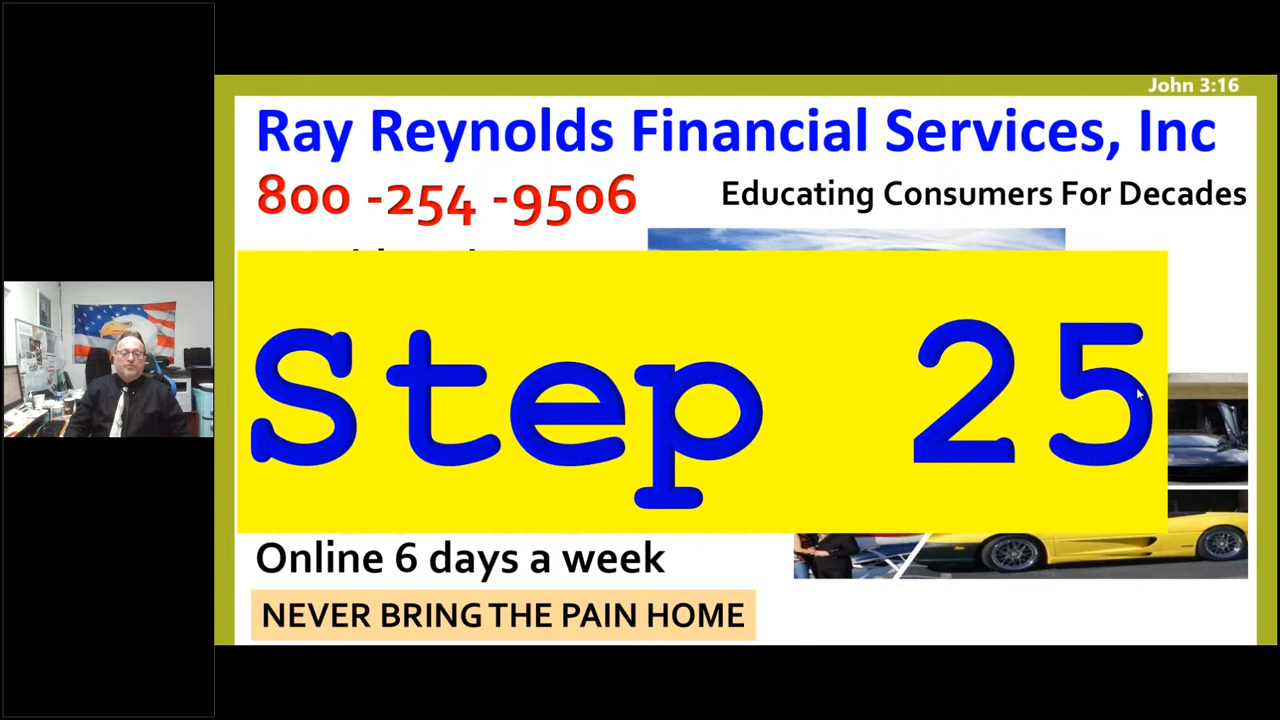 John 3:16
Ray Reynolds Financial Services, Inc
800 -254 -9506
Educating Consumers For Decades
Step 25
Online 6 days a week
NEVER BRING THE PAIN HOME